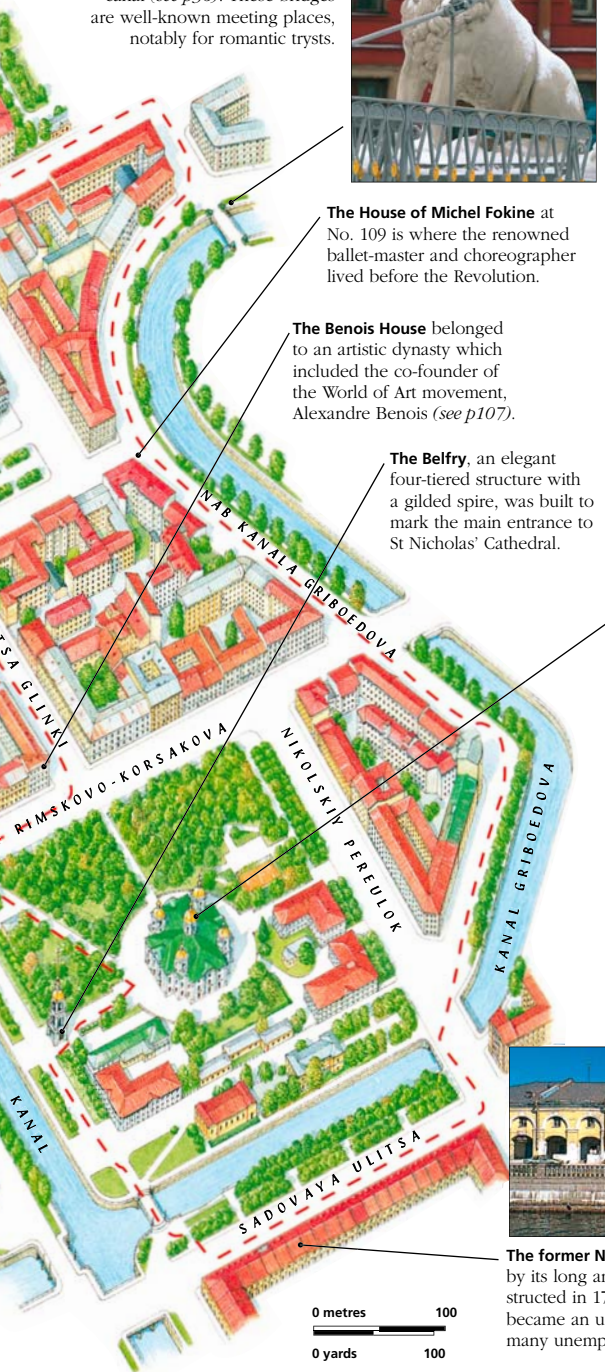 canal (see p36). These bridges
are well-known meeting places,
notably for romantic trysts.
The House of Michel Fokine at
No. 109 is where the renowned
ballet-master and choreographer
lived before the Revolution.
The Benois House belonged
to an artistic dynasty which
included the co-founder of
the World of Art movement,
Alexandre Benois (see p107).
The Belfry, an elegant
four-tiered structure with
a gilded spire, was built to
mark the main entrance to
St Nicholas' Cathedral.
NAB KANALA GRIBOEDOVA
TSA GLINKI
RIMSKOVO-KORSAKOVA
NIKOLSKIY PEREULOK
KANAL GRIBOEDOVA
KANAL
SADOVAYA ULITSA
The former N
by its long ar
structed in 17
became an u
many unemp
0 metres 100
0 yards 100